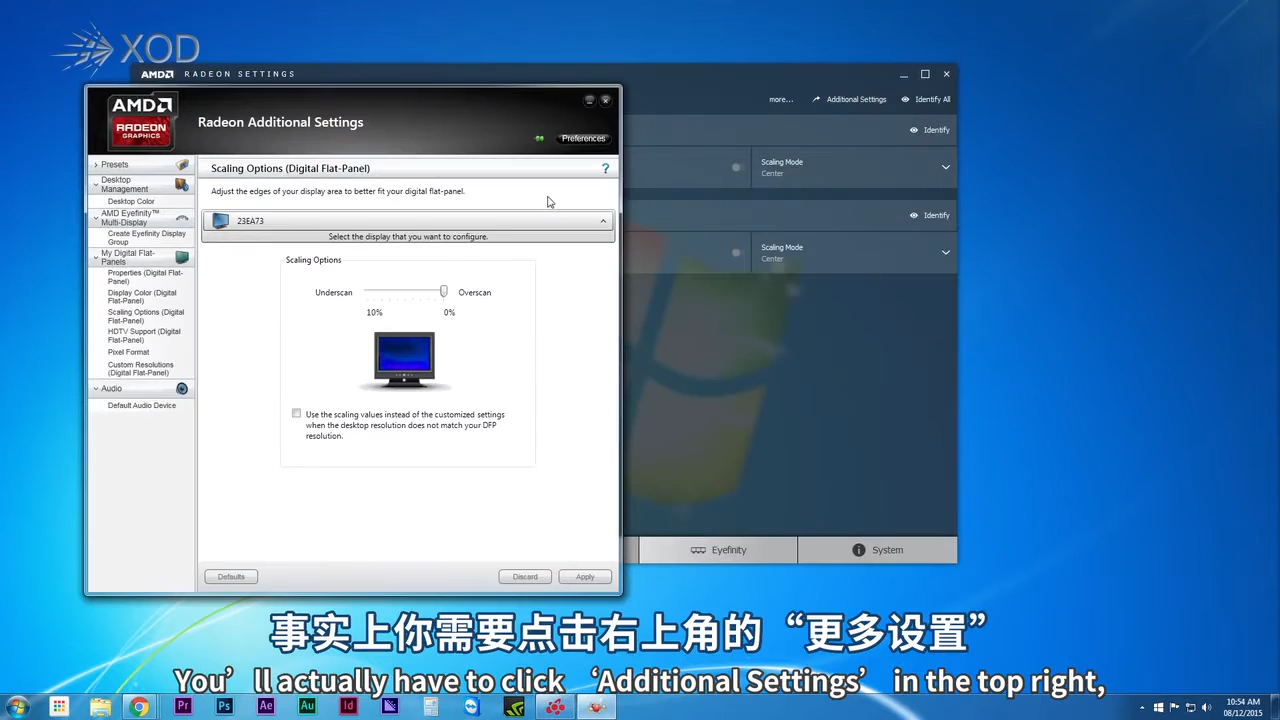 XOD
AMD RADEON SETTINGS
more...
Additional Settings
Identify All
AMD
RADEON
GRAPHICS
Radeon Additional Settings
Preferences
Identify
Scaling Mode
Center
Identify
Scaling Mode
Center
Presets
Desktop
Management
Desktop Color
AMD Eyefinity™
Multi-Display
Create Eyefinity Display
Group
My Digital Flat-
Panels
Properties (Digital Flat-
Panel)
Display Color (Digital
Flat-Panel)
Scaling Options (Digital
Flat-Panel)
HDTV Support (Digital
Flat-Panel)
Pixel Format
Custom Resolutions
(Digital Flat-Panel)
Audio
Default Audio Device
Scaling Options (Digital Flat-Panel)
?
Adjust the edges of your display area to better fit your digital flat-panel.
23EA73
Select the display that you want to configure.
Scaling Options
Underscan
Overscan
10%
0%
Use the scaling values instead of the customized settings
when the desktop resolution does not match your DFP
resolution.
Defaults
Discard
Apply
Eyefinity
System
事实上你需要点击右上角的“更多设置”
You’ll actually have to click ‘Additional Settings’ in the top right,
Pr
Ps
Ae
Au
Id
10:54 AM
08/12/2015